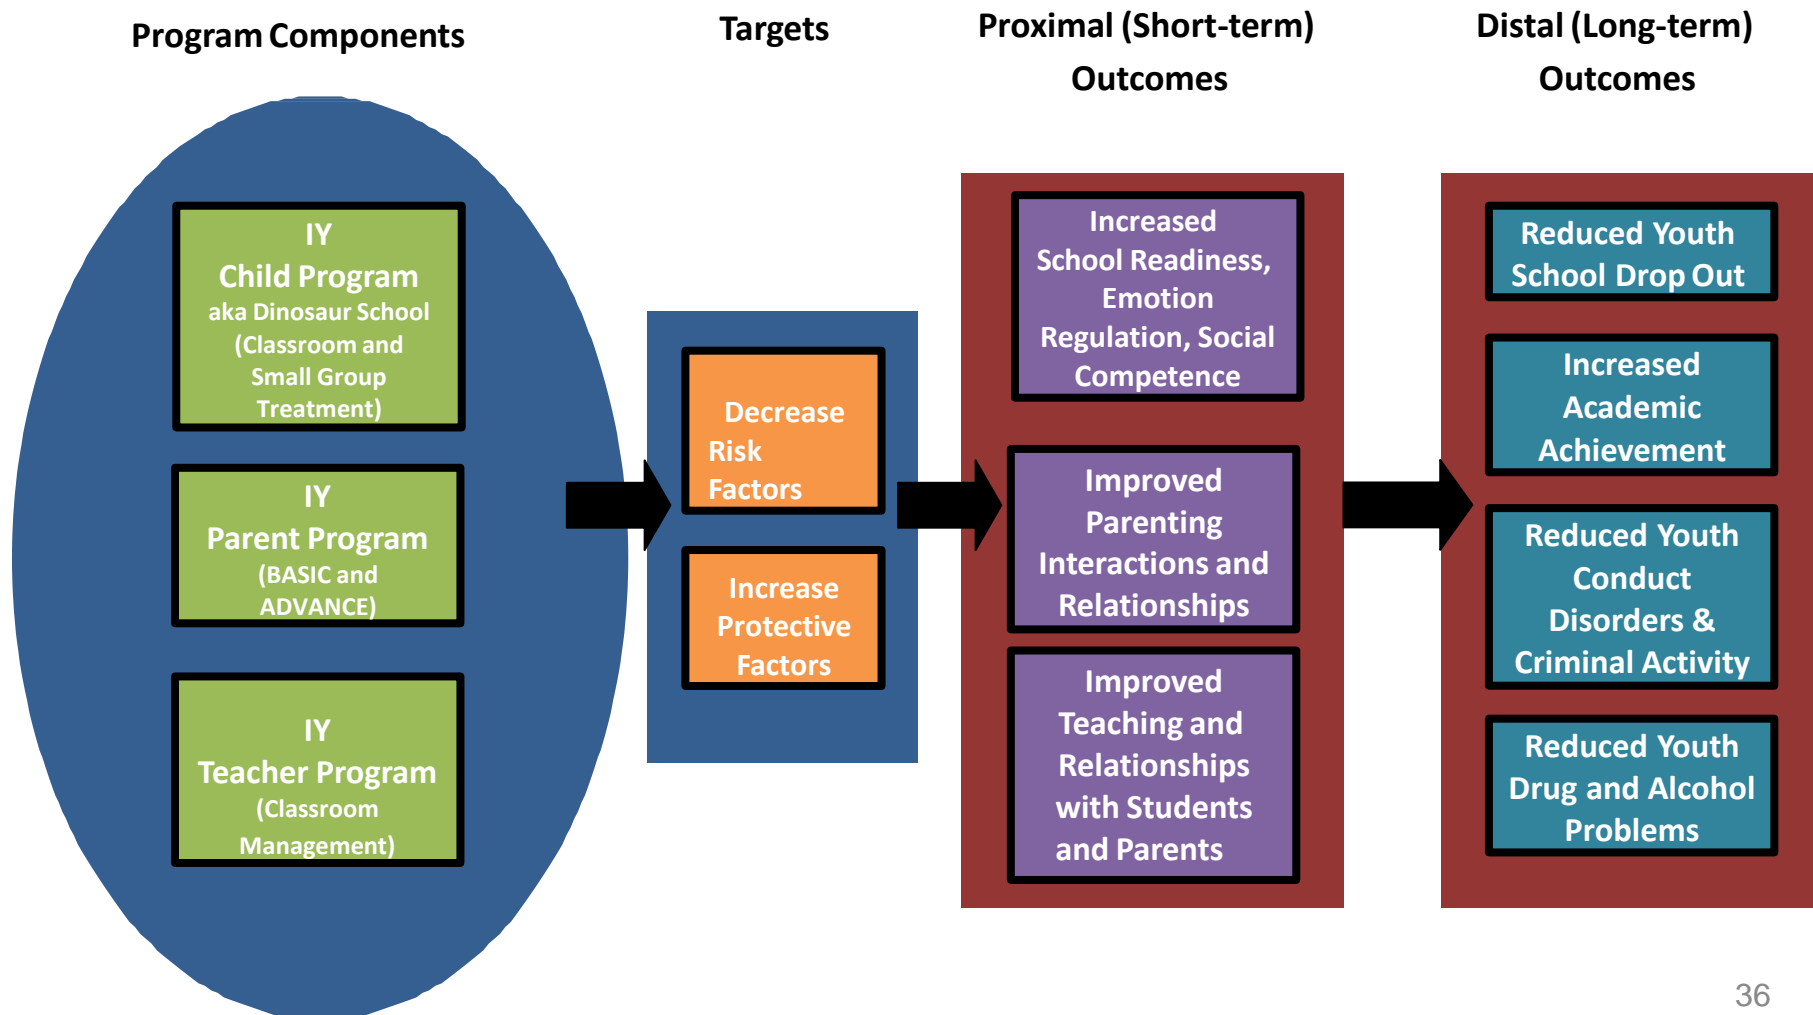 Program Components
Targets
Proximal (Short-term)
Outcomes
Distal (Long-term)
Outcomes
IY
Child Program
aka Dinosaur School
(Classroom and
Small Group
Treatment)
IY
Parent Program
(BASIC and
ADVANCE)
IY
Teacher Program
(Classroom
Management)
Decrease
Risk
Factors
Increase
Protective
Factors
Increased
School Readiness,
Emotion
Regulation, Social
Competence
Improved
Parenting
Interactions and
Relationships
Improved
Teaching and
Relationships
with Students
and Parents
Reduced Youth
School Drop Out
Increased
Academic
Achievement
Reduced Youth
Conduct
Disorders &
Criminal Activity
Reduced Youth
Drug and Alcohol
Problems
36